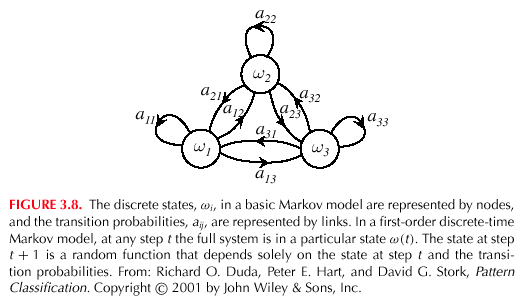 a22
ω2
a21
a12
a23
a32
a11
a33
a31
ω1
ω3
a13
FIGURE 3.8. The discrete states, ωi, in a basic Markov model are represented by nodes,
and the transition probabilities, aij, are represented by links. In a first-order discrete-time
Markov model, at any step t the full system is in a particular state ω(t). The state at step
t + 1 is a random function that depends solely on the state at step t and the transi-
tion probabilities. From: Richard O. Duda, Peter E. Hart, and David G. Stork, Pattern
Classification. Copyright © 2001 by John Wiley & Sons, Inc.